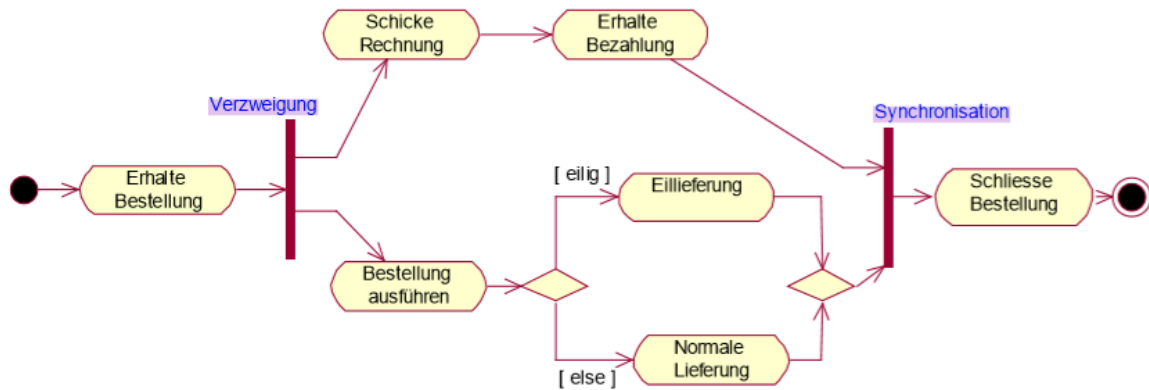 Schicke
Rechnung
Erhalte
Bezahlung
Verzweigung
Synchronisation
Erhalte
Bestellung
[ eilig ]
Eillieferung
Schliesse
Bestellung
Bestellung
ausführen
[ else ]
Normale
Lieferung